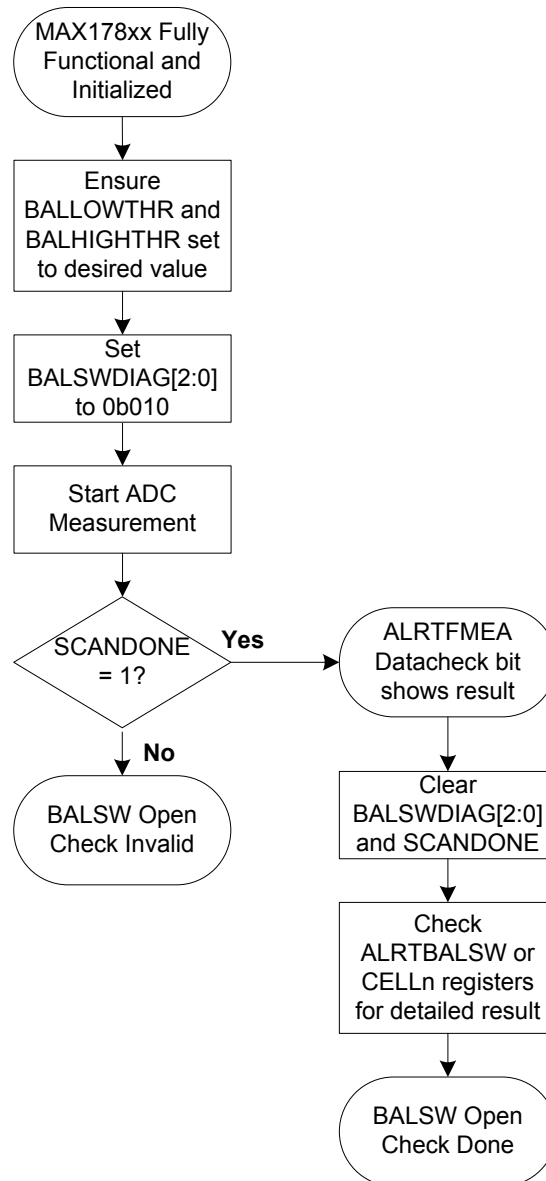 MAX178xx Fully
Functional and
Initialized
Ensure
BALLOWTHR and
BALHIGHTHR set
to desired value
Set
BALSWDIAG[2:0]
to 0b010
Start ADC
Measurement
SCANDONE
= 1?
Yes
No
BALSW Open
Check Invalid
ALRTFMEA
Datacheck bit
shows result
Clear
BALSWDIAG[2:0]
and SCANDONE
Check
ALRTBALSW or
CELLn registers
for detailed result
BALSW Open
Check Done